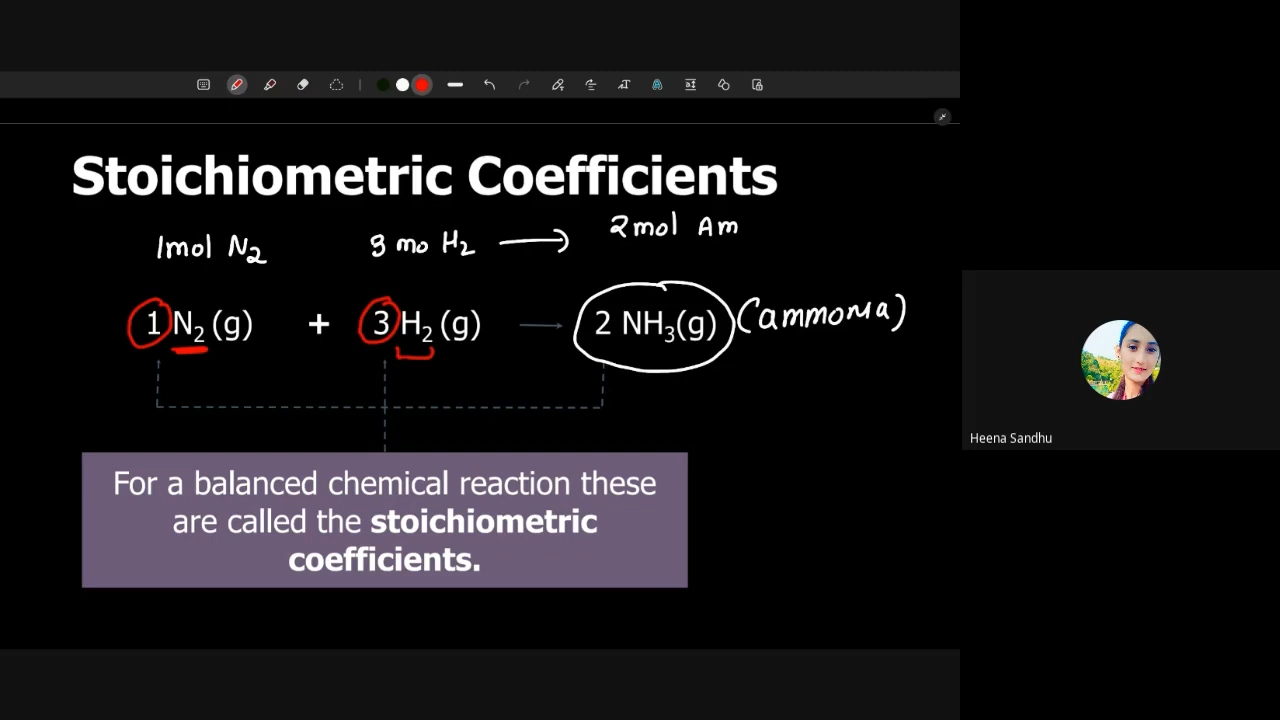 Stoichiometric Coefficients
1mol N₂ 3 mo H₂ ⟶ 2mol Am
1 N₂ (g) + 3 H₂ (g) ⟶ 2 NH₃(g) (ammonia)
For a balanced chemical reaction these
are called the stoichiometric
coefficients.
Heena Sandhu